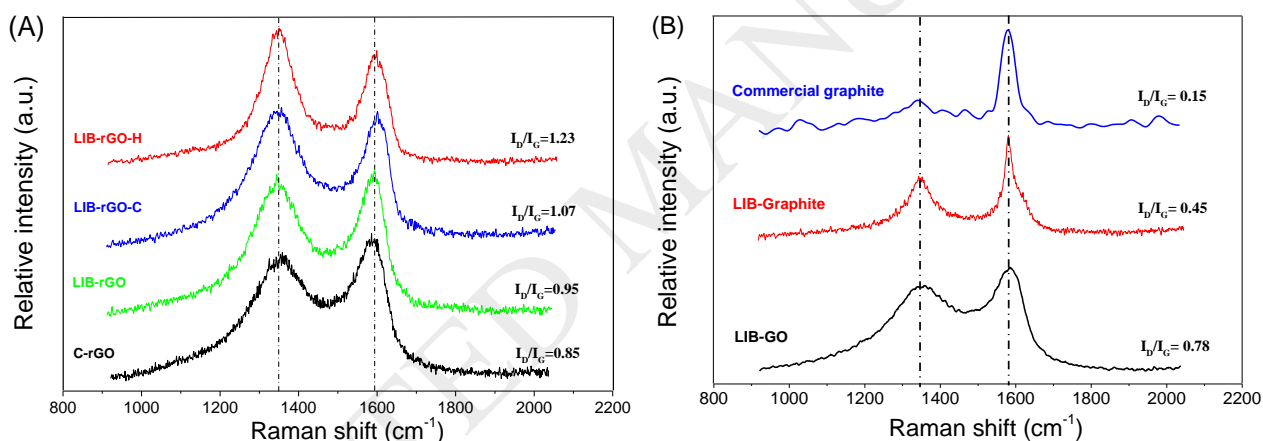 (A)
Relative intensity (a.u.)
LIB-rGO-H
I_D/I_G=1.23
LIB-rGO-C
I_D/I_G=1.07
LIB-rGO
I_D/I_G=0.95
C-rGO
I_D/I_G=0.85
800 1000 1200 1400 1600 1800 2000 2200
Raman shift (cm⁻¹)
(B)
Relative intensity (a.u.)
Commercial graphite
I_D/I_G= 0.15
LIB-Graphite
I_D/I_G= 0.45
LIB-GO
I_D/I_G= 0.78
800 1000 1200 1400 1600 1800 2000 2200
Raman shift (cm⁻¹)
TED MAN